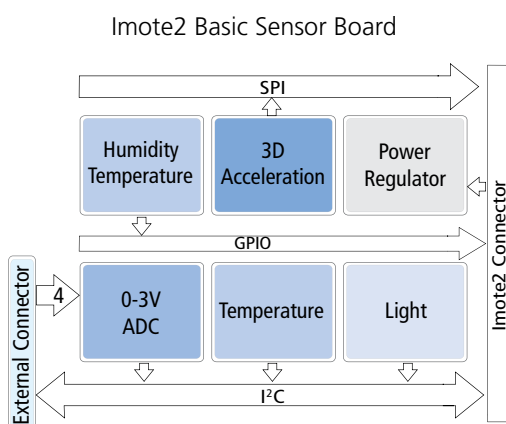 Imote2 Basic Sensor Board
SPI
Humidity
Temperature
3D
Acceleration
Power
Regulator
GPIO
External Connector
4
0-3V
ADC
Temperature
Light
I²C
Imote2 Connector